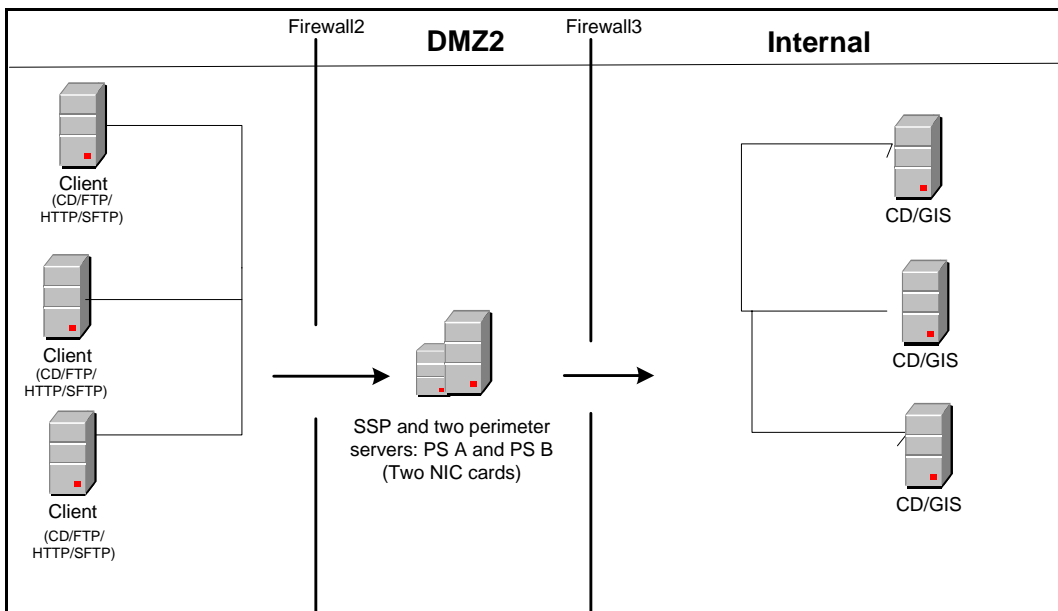 Firewall2
DMZ2
Firewall3
Internal
Client
(CD/FTP/
HTTP/SFTP)
Client
(CD/FTP/
HTTP/SFTP)
Client
(CD/FTP/
HTTP/SFTP)
SSP and two perimeter
servers: PS A and PS B
(Two NIC cards)
CD/GIS
CD/GIS
CD/GIS